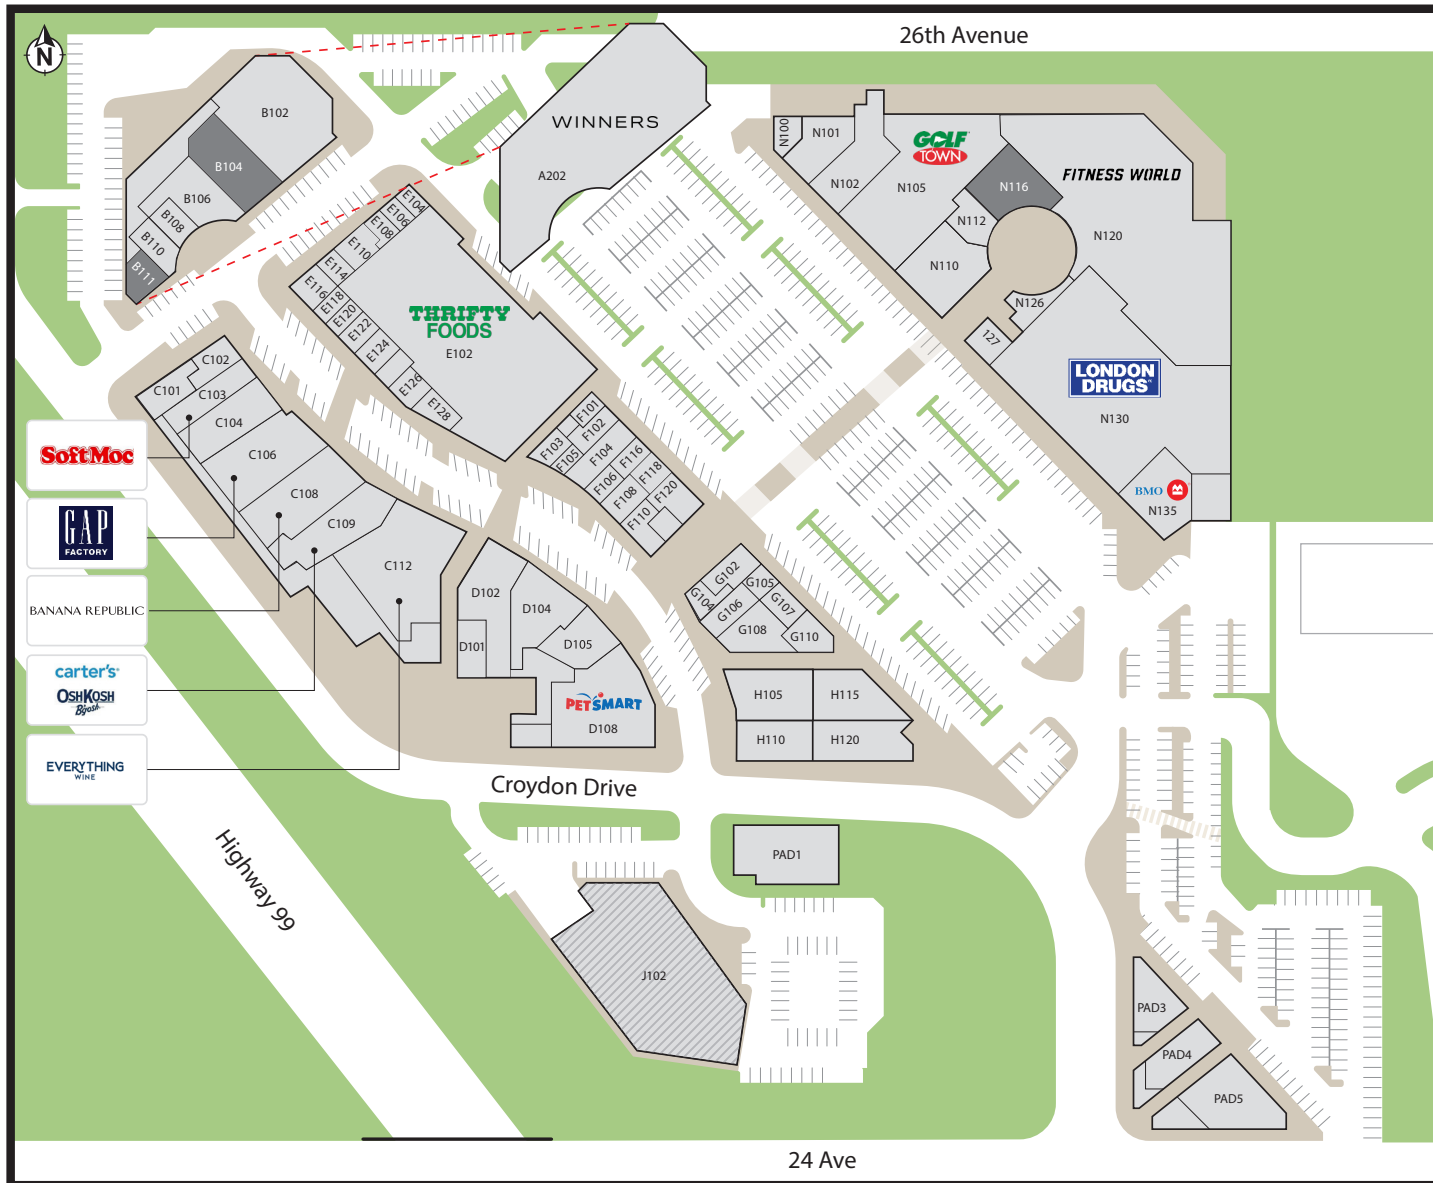 26th Avenue
N
B102
B104
B106
B108
B110
B111
WINNERS
A202
N100
N101
N102
GOLF
TOWN
N105
N116
FITNESS WORLD
N112
N110
N120
N126
127
LONDON
DRUGS
N130
BMO
N135
E104
E106
E108
E110
E114
E116
E118
E120
E122
E124
E126
E128
THRIFTY
FOODS
E102
C102
C101
C103
C104
C106
C108
C109
C112
SoftMoc
GAP
FACTORY
BANANA REPUBLIC
carter's
OSHKOSH
B'gosh
EVERYTHING
WINE
F101
F102
F103
F105
F104
F106
F116
F118
F108
F120
F110
D102
D104
D101
D105
PETSMART
D108
G102
G105
G104
G106
G107
G108
G110
H105
H115
H110
H120
Croydon Drive
Highway 99
PAD1
J102
PAD3
PAD4
PAD5
24 Ave